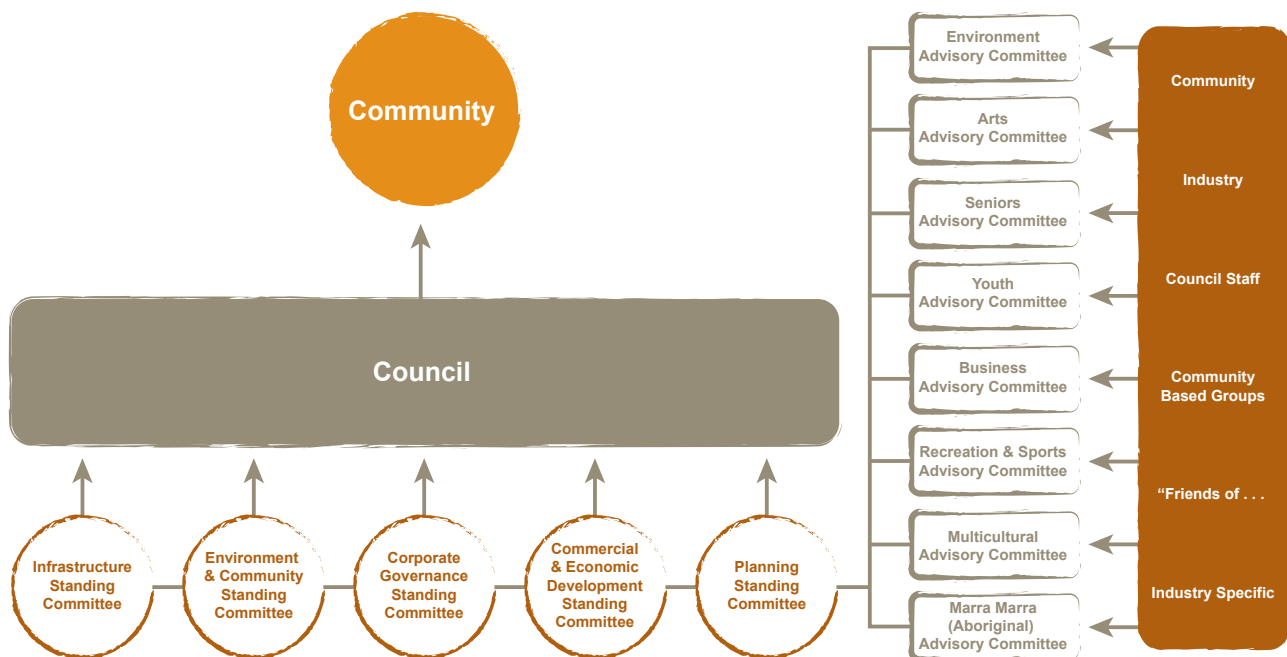 Community
Council
Infrastructure
Standing
Committee
Environment
& Community
Standing
Committee
Corporate
Governance
Standing
Committee
Commercial
& Economic
Development
Standing
Committee
Planning
Standing
Committee
Environment
Advisory Committee
Arts
Advisory Committee
Seniors
Advisory Committee
Youth
Advisory Committee
Business
Advisory Committee
Recreation & Sports
Advisory Committee
Multicultural
Advisory Committee
Marra Marra
(Aboriginal)
Advisory Committee
Community
Industry
Council Staff
Community
Based Groups
“Friends of . . .
Industry Specific